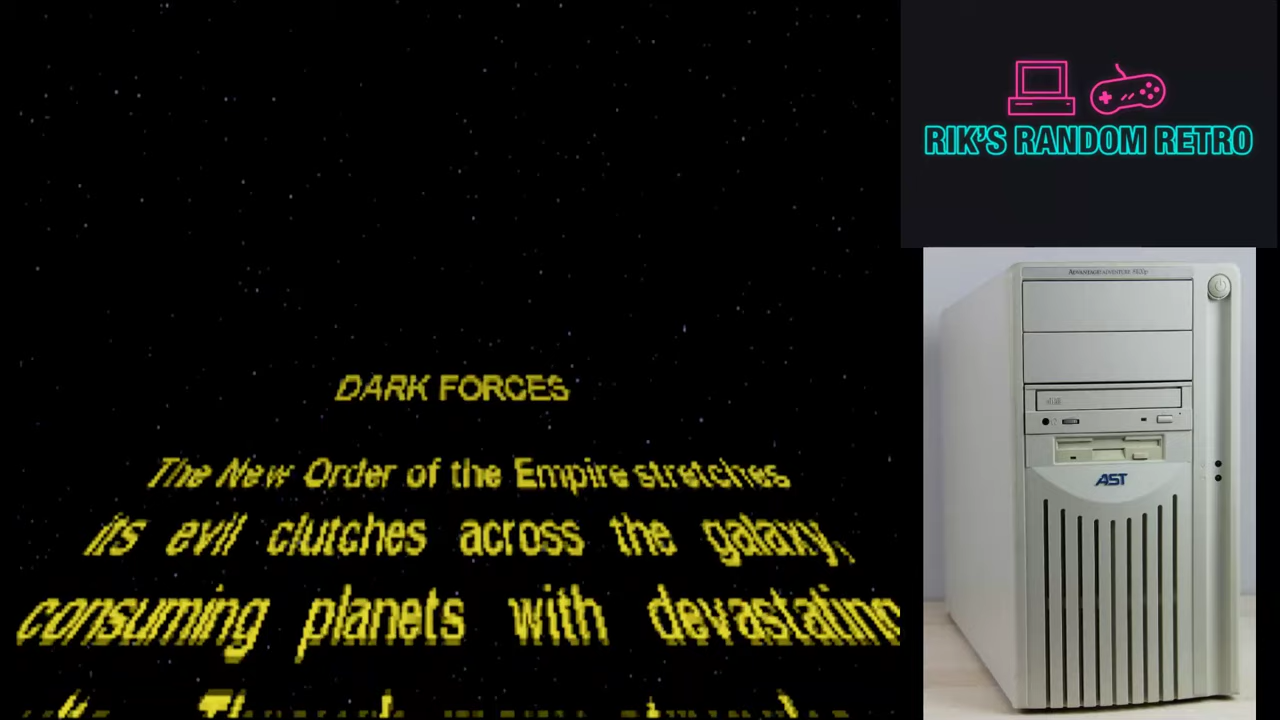 DARK FORCES
The New Order of the Empire stretches
its evil clutches across the galaxy,
consuming planets with devastating
RIK'S RANDOM RETRO
AST